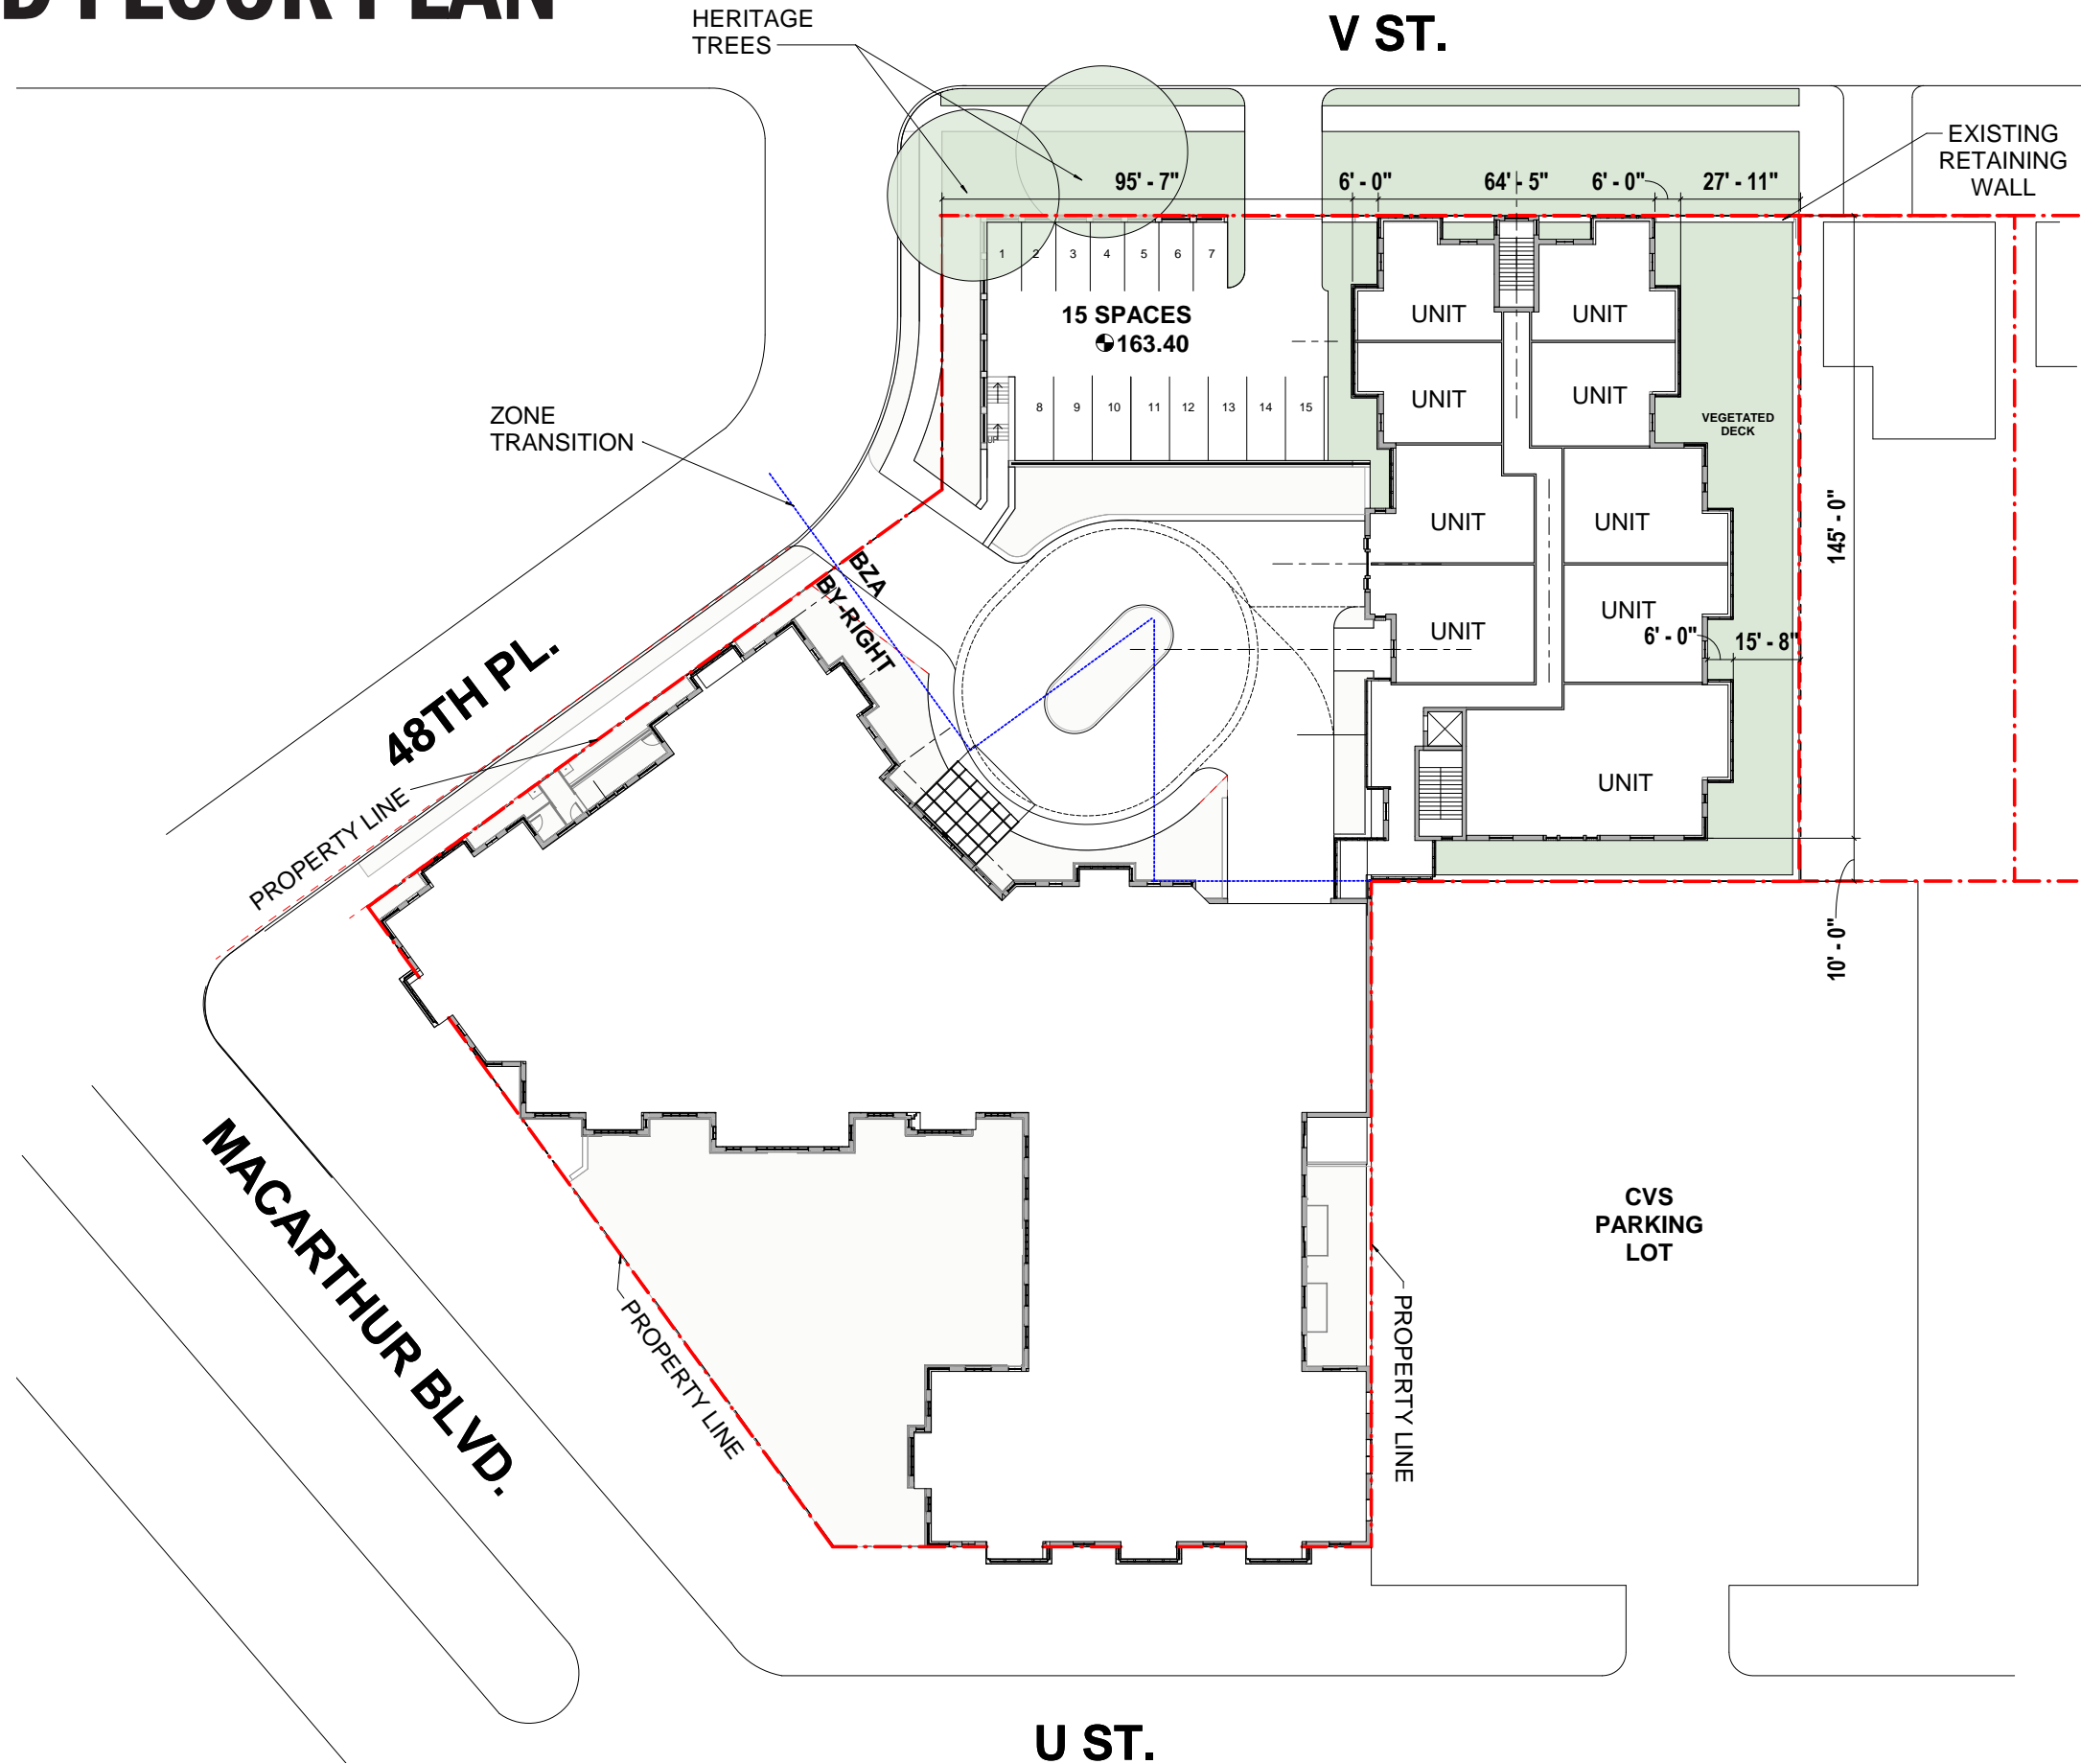 D FLOOR PLAN
HERITAGE
TREES
V ST.
EXISTING
RETAINING
WALL
95' - 7"
6' - 0"
64' - 5"
6' - 0"
27' - 11"
1
2
3
4
5
6
7
15 SPACES
163.40
UNIT
UNIT
UNIT
UNIT
8
9
10
11
12
13
14
15
UP
VEGETATED
DECK
ZONE
TRANSITION
145' - 0"
UNIT
UNIT
BZA
BY-RIGHT
UNIT
UNIT
6' - 0"
15' - 8"
48TH PL.
UNIT
PROPERTY LINE
10' - 0"
MACARTHUR BLVD.
CVS
PARKING
LOT
PROPERTY LINE
PROPERTY LINE
U ST.